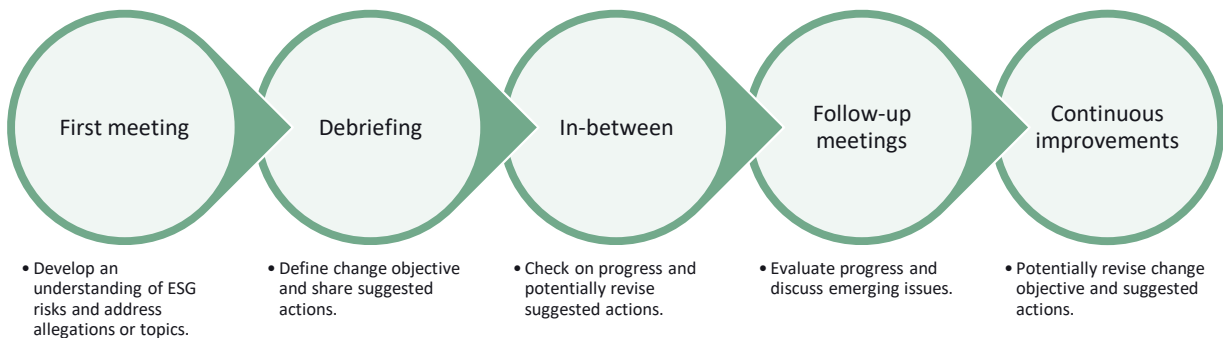 First meeting
Debriefing
In-between
Follow-up
meetings
Continuous
improvements
• Develop an
understanding of ESG
risks and address
allegations or topics.
• Define change objective
and share suggested
actions.
• Check on progress and
potentially revise
suggested actions.
• Evaluate progress and
discuss emerging issues.
• Potentially revise change
objective and suggested
actions.